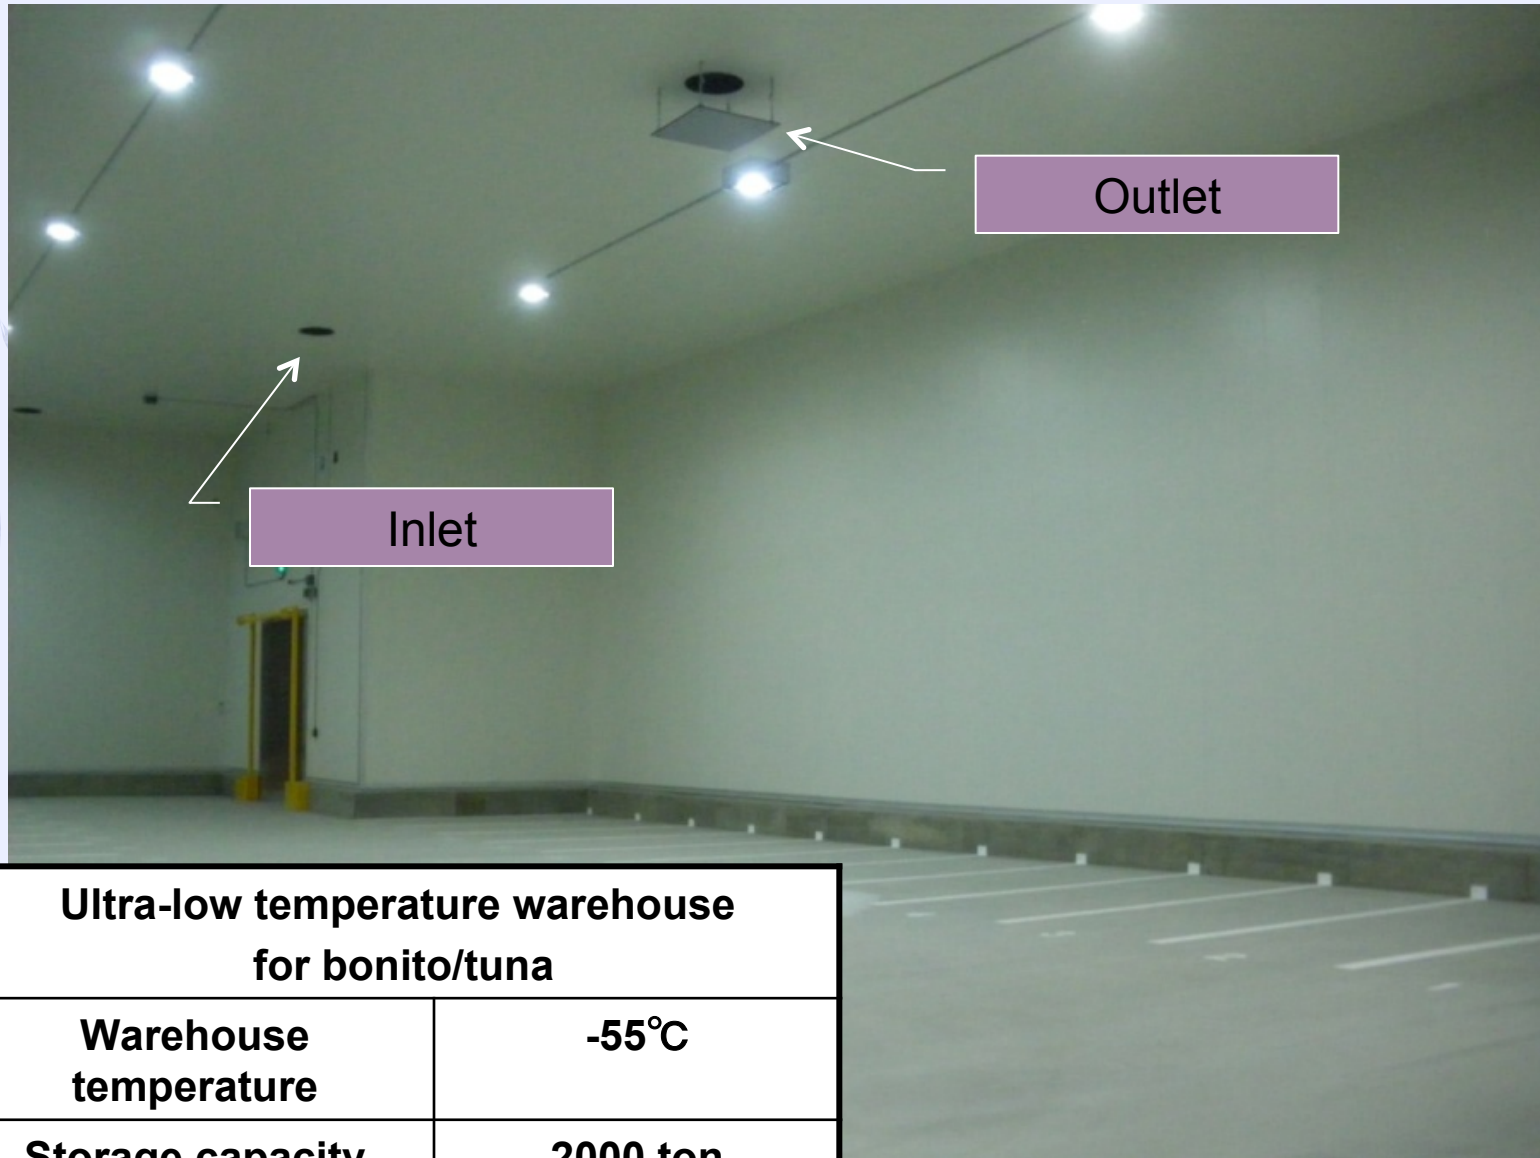 Outlet
Inlet
Ultra-low temperature warehouse
for bonito/tuna
Warehouse
temperature
-55℃
Storage capacity
2000 ton